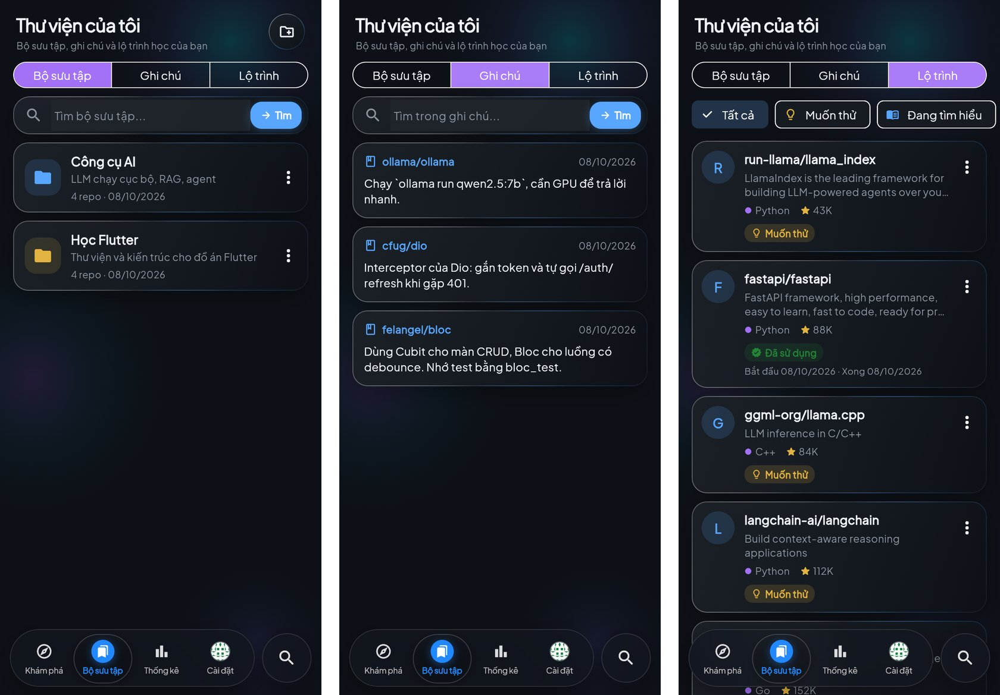 Thư viện của tôi
Bộ sưu tập, ghi chú và lộ trình học của bạn
Bộ sưu tập
Ghi chú
Lộ trình
Tìm bộ sưu tập...
Tìm
Công cụ AI
LLM chạy cục bộ, RAG, agent
4 repo · 08/10/2026
Học Flutter
Thư viện và kiến trúc cho đồ án Flutter
4 repo · 08/10/2026
Khám phá
Bộ sưu tập
Thống kê
Cài đặt
Thư viện của tôi
Bộ sưu tập, ghi chú và lộ trình học của bạn
Bộ sưu tập
Ghi chú
Lộ trình
Tìm trong ghi chú...
Tìm
ollama/ollama
08/10/2026
Chạy `ollama run qwen2.5:7b`, cần GPU để trả lời
nhanh.
cfug/dio
08/10/2026
Interceptor của Dio: gắn token và tự gọi /auth/
refresh khi gặp 401.
felangel/bloc
08/10/2026
Dùng Cubit cho màn CRUD, Bloc cho luồng có
debounce. Nhớ test bằng bloc_test.
Khám phá
Bộ sưu tập
Thống kê
Cài đặt
Thư viện của tôi
Bộ sưu tập, ghi chú và lộ trình học của bạn
Bộ sưu tập
Ghi chú
Lộ trình
Tất cả
Muốn thử
Đang tìm hiểu
R
run-llama/llama_index
LlamaIndex is the leading framework for
building LLM-powered agents over you...
Python
43K
Muốn thử
F
fastapi/fastapi
FastAPI framework, high performance,
easy to learn, fast to code, ready for pr...
Python
88K
Đã sử dụng
Bắt đầu 08/10/2026 · Xong 08/10/2026
G
ggml-org/llama.cpp
LLM inference in C/C++
C++
84K
Muốn thử
L
langchain-ai/langchain
Build context-aware reasoning
applications
Python
112K
Muốn thử
Khám phá
Bộ sưu tập
Thống kê
Cài đặt
Go
152K